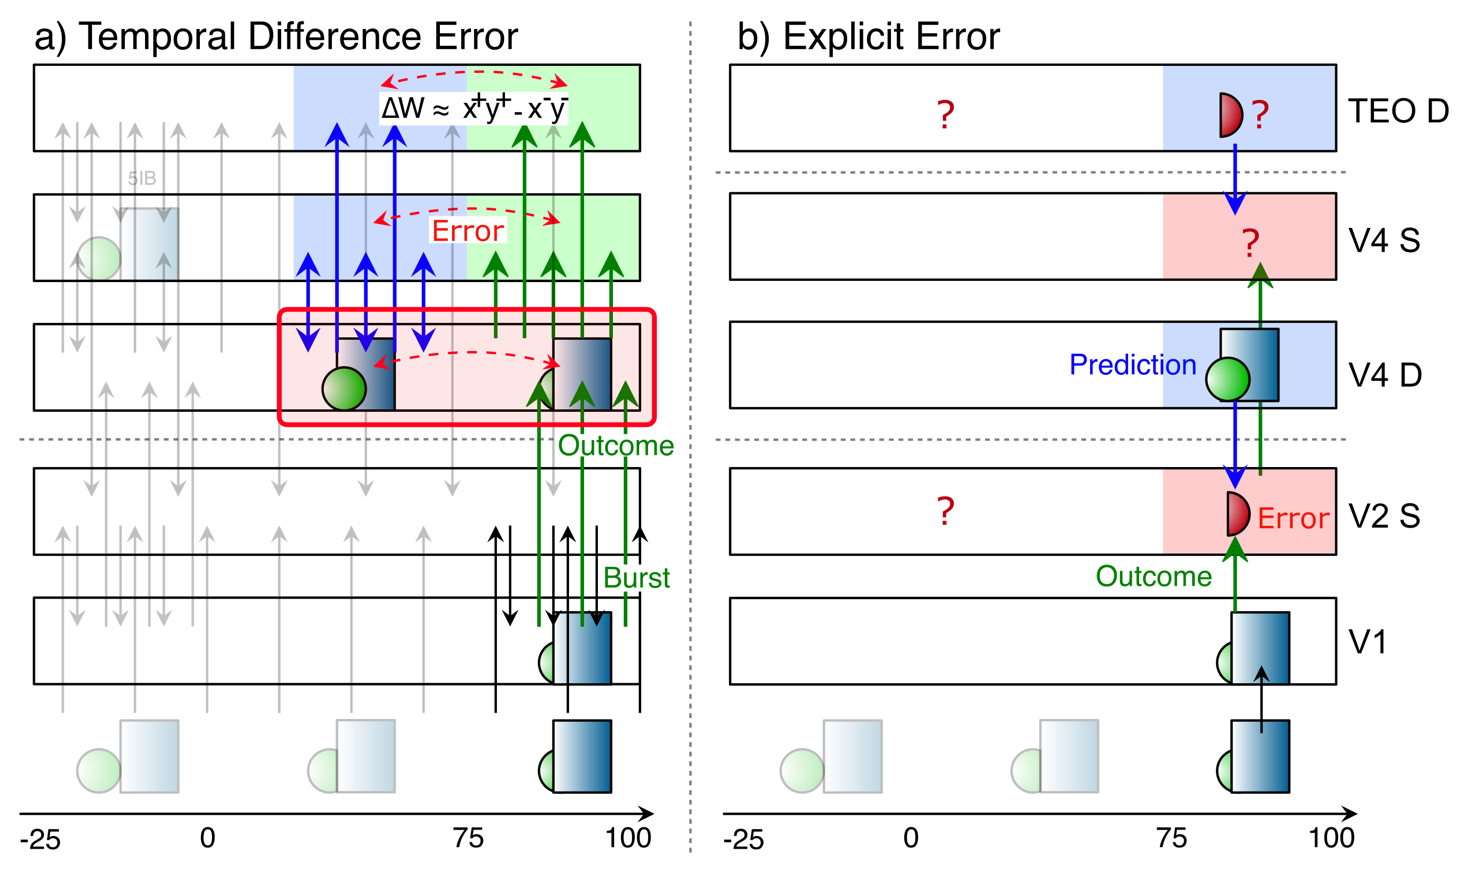 a) Temporal Difference Error
ΔW ≈ x⁺y⁺ - x⁻y⁻
5IB
Error
Outcome
Burst
-25 0 75 100
b) Explicit Error
? ? TEO D
? V4 S
Prediction V4 D
? Error V2 S
Outcome
V1
-25 0 75 100